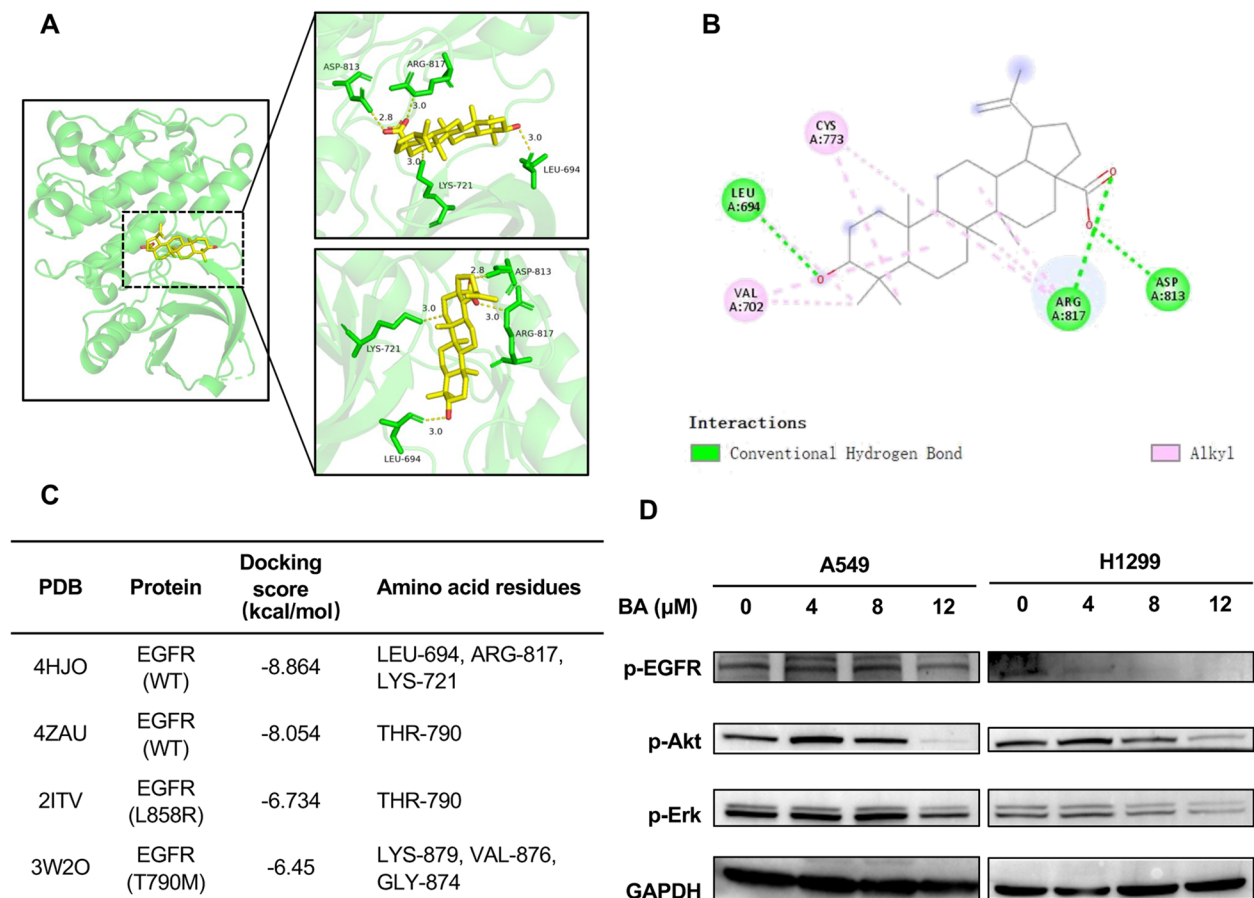 A
ASP-813
ARG-817
2.8
3.0
3.0
3.0
LEU-694
LYS-721
2.8
ASP-813
3.0
3.0
ARG-817
LYS-721
3.0
LEU-694
B
CYS
A:773
LEU
A:694
VAL
A:702
O
O
O
ARG
A:817
ASP
A:813
Interactions
Conventional Hydrogen Bond
Alkyl
C
PDB Protein Docking score (kcal/mol) Amino acid residues
4HJO EGFR (WT) -8.864 LEU-694, ARG-817, LYS-721
4ZAU EGFR (WT) -8.054 THR-790
2ITV EGFR (L858R) -6.734 THR-790
3W2O EGFR (T790M) -6.45 LYS-879, VAL-876, GLY-874
D
A549 H1299
BA (μM) 0 4 8 12 0 4 8 12
p-EGFR
p-Akt
p-Erk
GAPDH